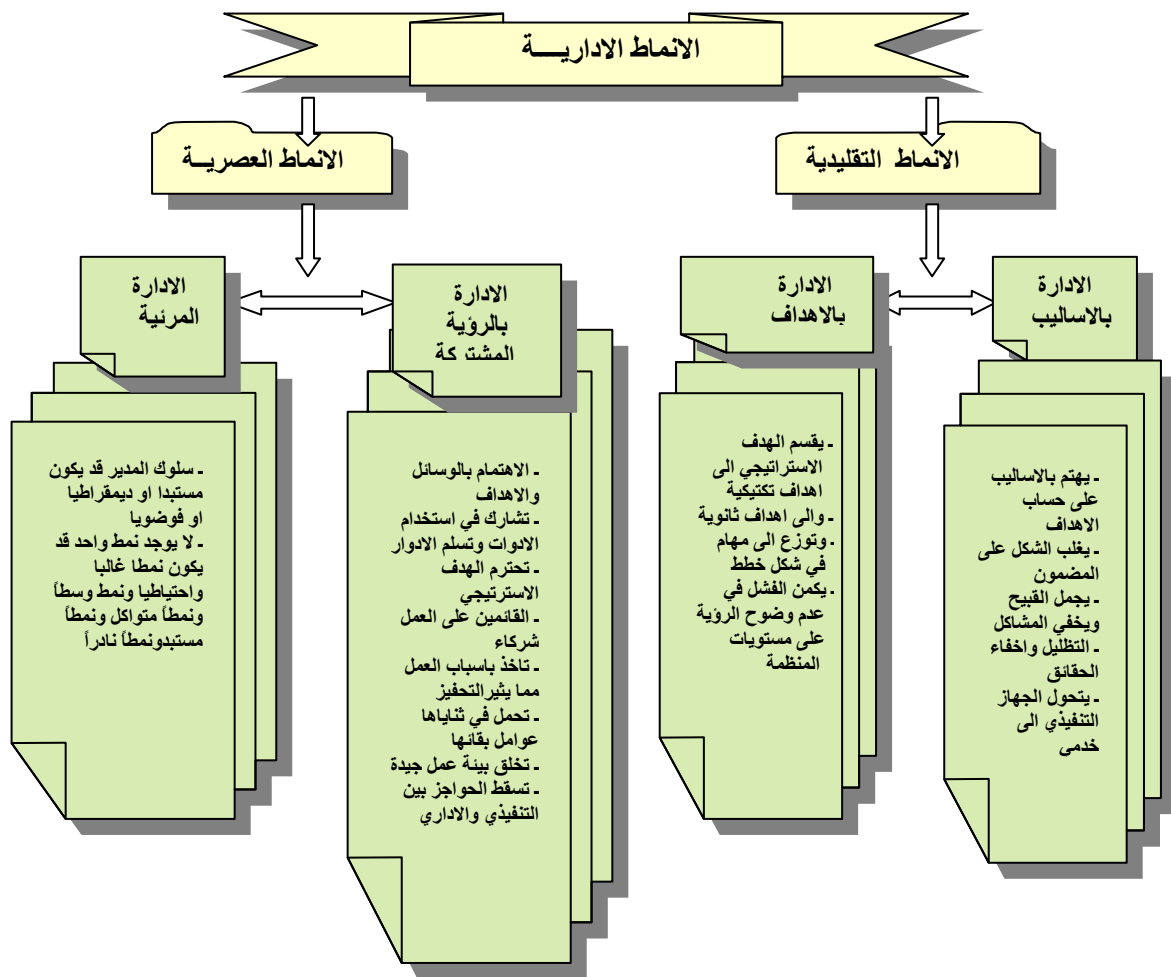 الانماط الاداريـــة
الانماط التقليدية
الانماط العصريــة
الادارة
بالاساليب
ـ يهتم بالاساليب
على حساب
الاهداف
ـ يغلب الشكل على
المضمون
ـ يجمل القبيح
ويخفي المشاكل
ـ التظليل واخفاء
الحقائق
ـ يتحول الجهاز
التنفيذي الى
خدمى
الادارة
بالاهداف
ـ يقسم الهدف
الاستراتيجي الى
اهداف تكتيكية
ـ والى اهداف ثانوية
ـ وتوزع الى مهام
في شكل خطط
ـ يكمن الفشل في
عدم وضوح الرؤية
على مستويات
المنظمة
الادارة
بالرؤية
المشتركة
ـ الاهتمام بالوسائل
والاهداف
ـ تشارك في استخدام
الادوات وتسلم الادوار
ـ تحترم الهدف
الاسترتيجي
ـ القائمين على العمل
شركاء
ـ تاخذ باسباب العمل
مما يثيرالتحفيز
ـ تحمل في ثناياها
عوامل بقائها
ـ تخلق بيئة عمل جيدة
ـ تسقط الحواجز بين
التنفيذي والاداري
الادارة
المرئية
ـ سلوك المدير قد يكون
مستبدا او ديمقراطيا
او فوضويا
ـ لا يوجد نمط واحد قد
يكون نمطا غالبا
واحتياطيا ونمط وسطاً
ونمطاً متواكل ونمطاً
مستبدونمطاً نادراً